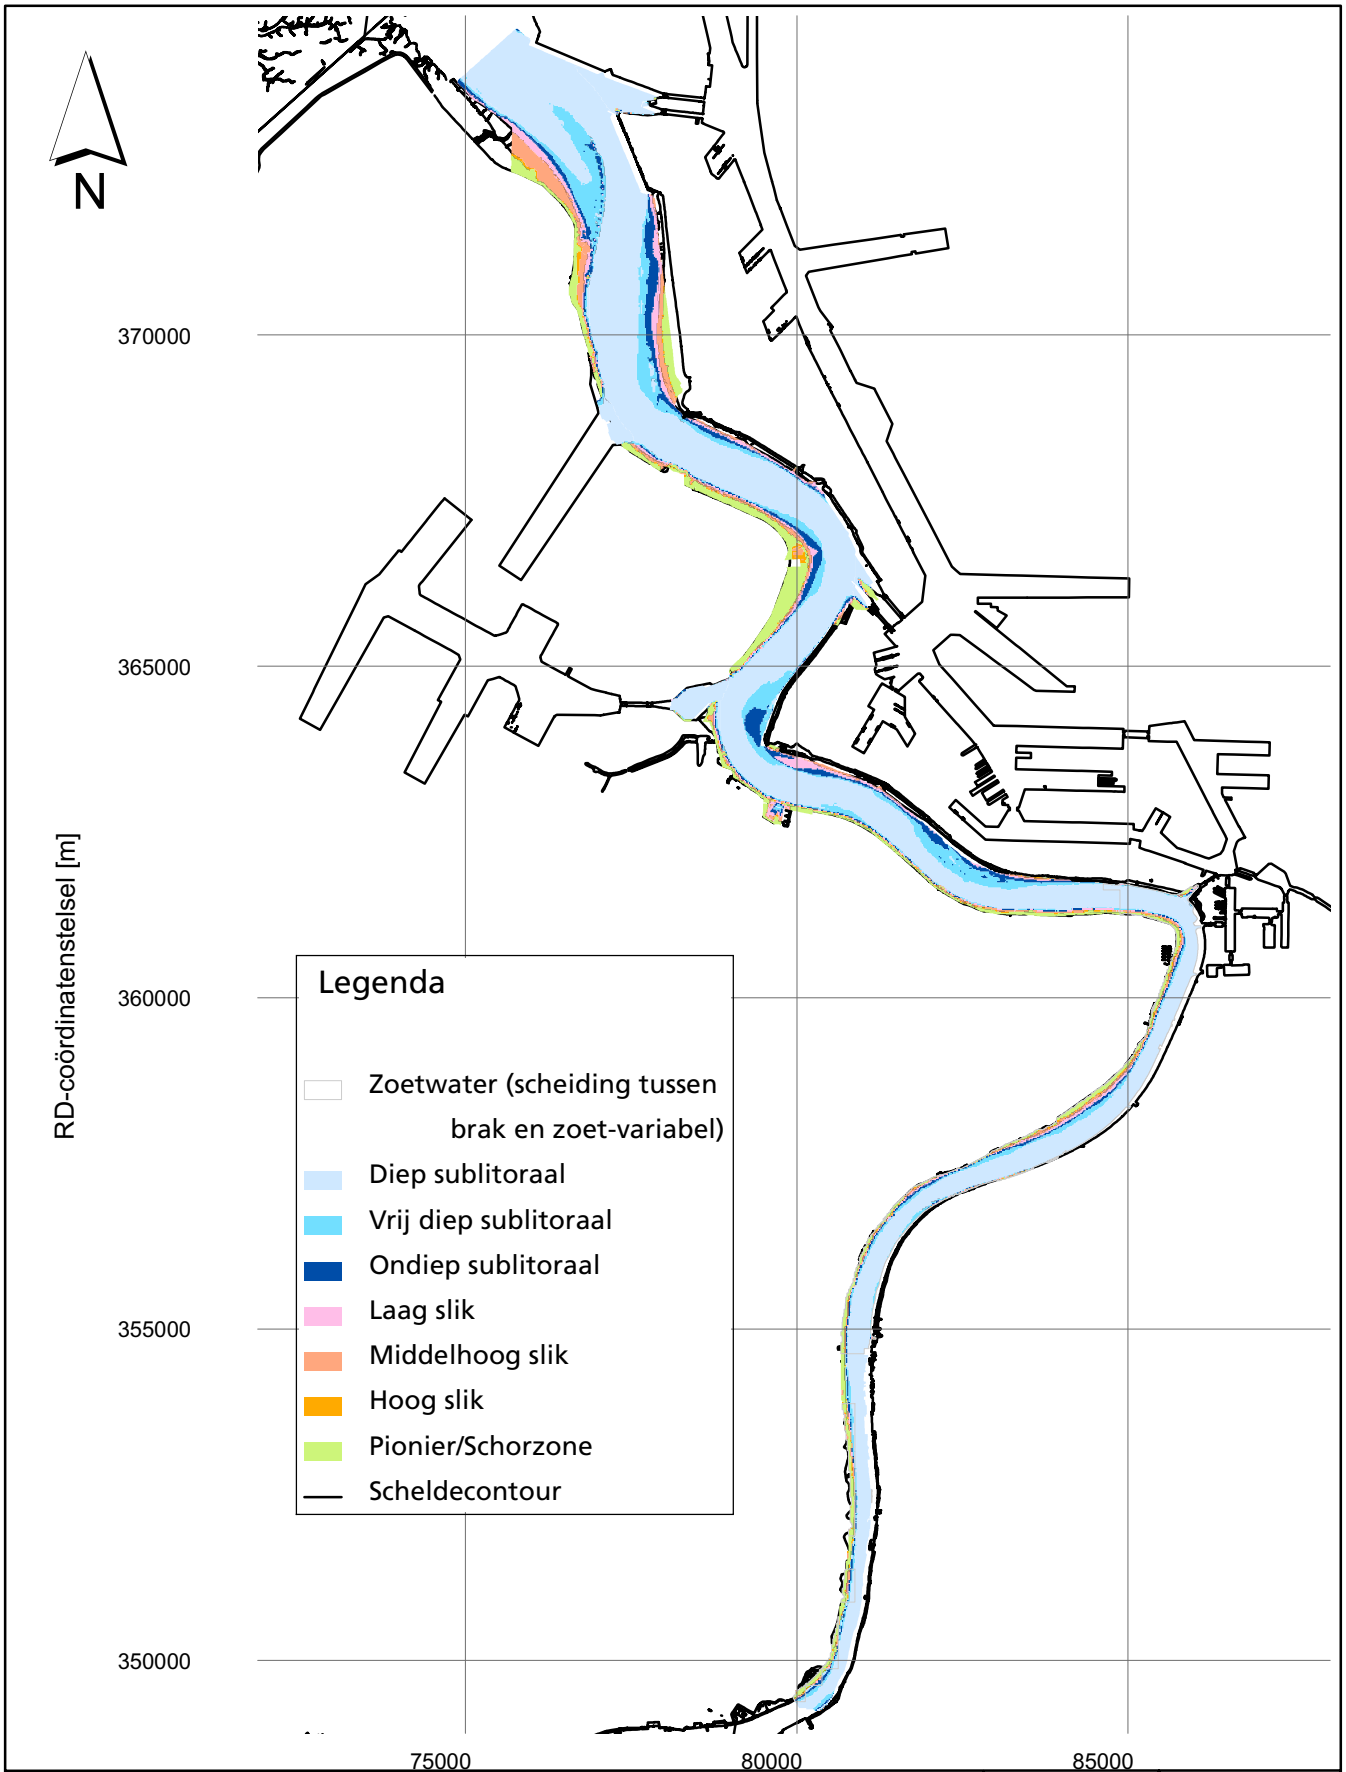 N
370000
365000
RD-coördinatenstelsel [m]
360000
355000
350000
Legenda
Zoetwater (scheiding tussen
brak en zoet-variabel)
Diep sublitoraal
Vrij diep sublitoraal
Ondiep sublitoraal
Laag slik
Middelhoog slik
Hoog slik
Pionier/Schorzone
Scheldecontour
75000
80000
85000